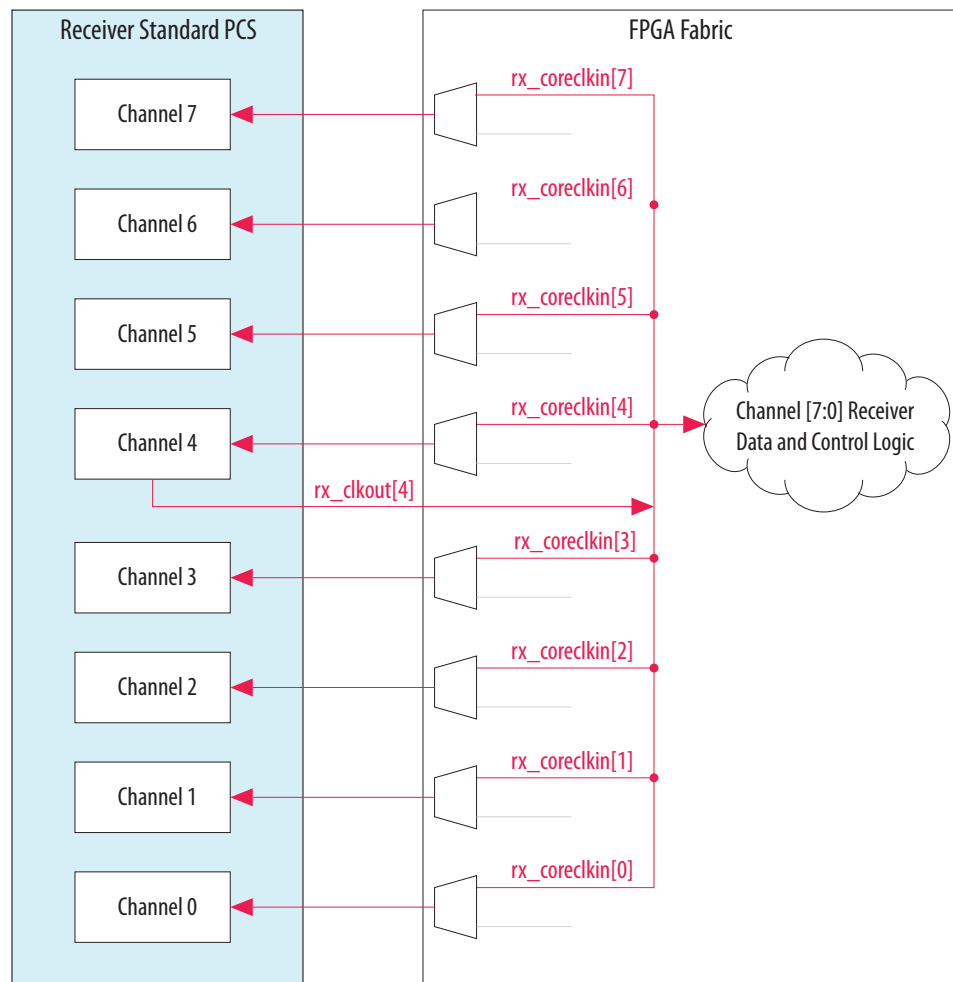 Receiver Standard PCS
FPGA Fabric
Channel 7
rx_coreclkin[7]
Channel 6
rx_coreclkin[6]
Channel 5
rx_coreclkin[5]
Channel 4
rx_coreclkin[4]
Channel [7:0] Receiver
Data and Control Logic
rx_clkout[4]
Channel 3
rx_coreclkin[3]
Channel 2
rx_coreclkin[2]
Channel 1
rx_coreclkin[1]
Channel 0
rx_coreclkin[0]